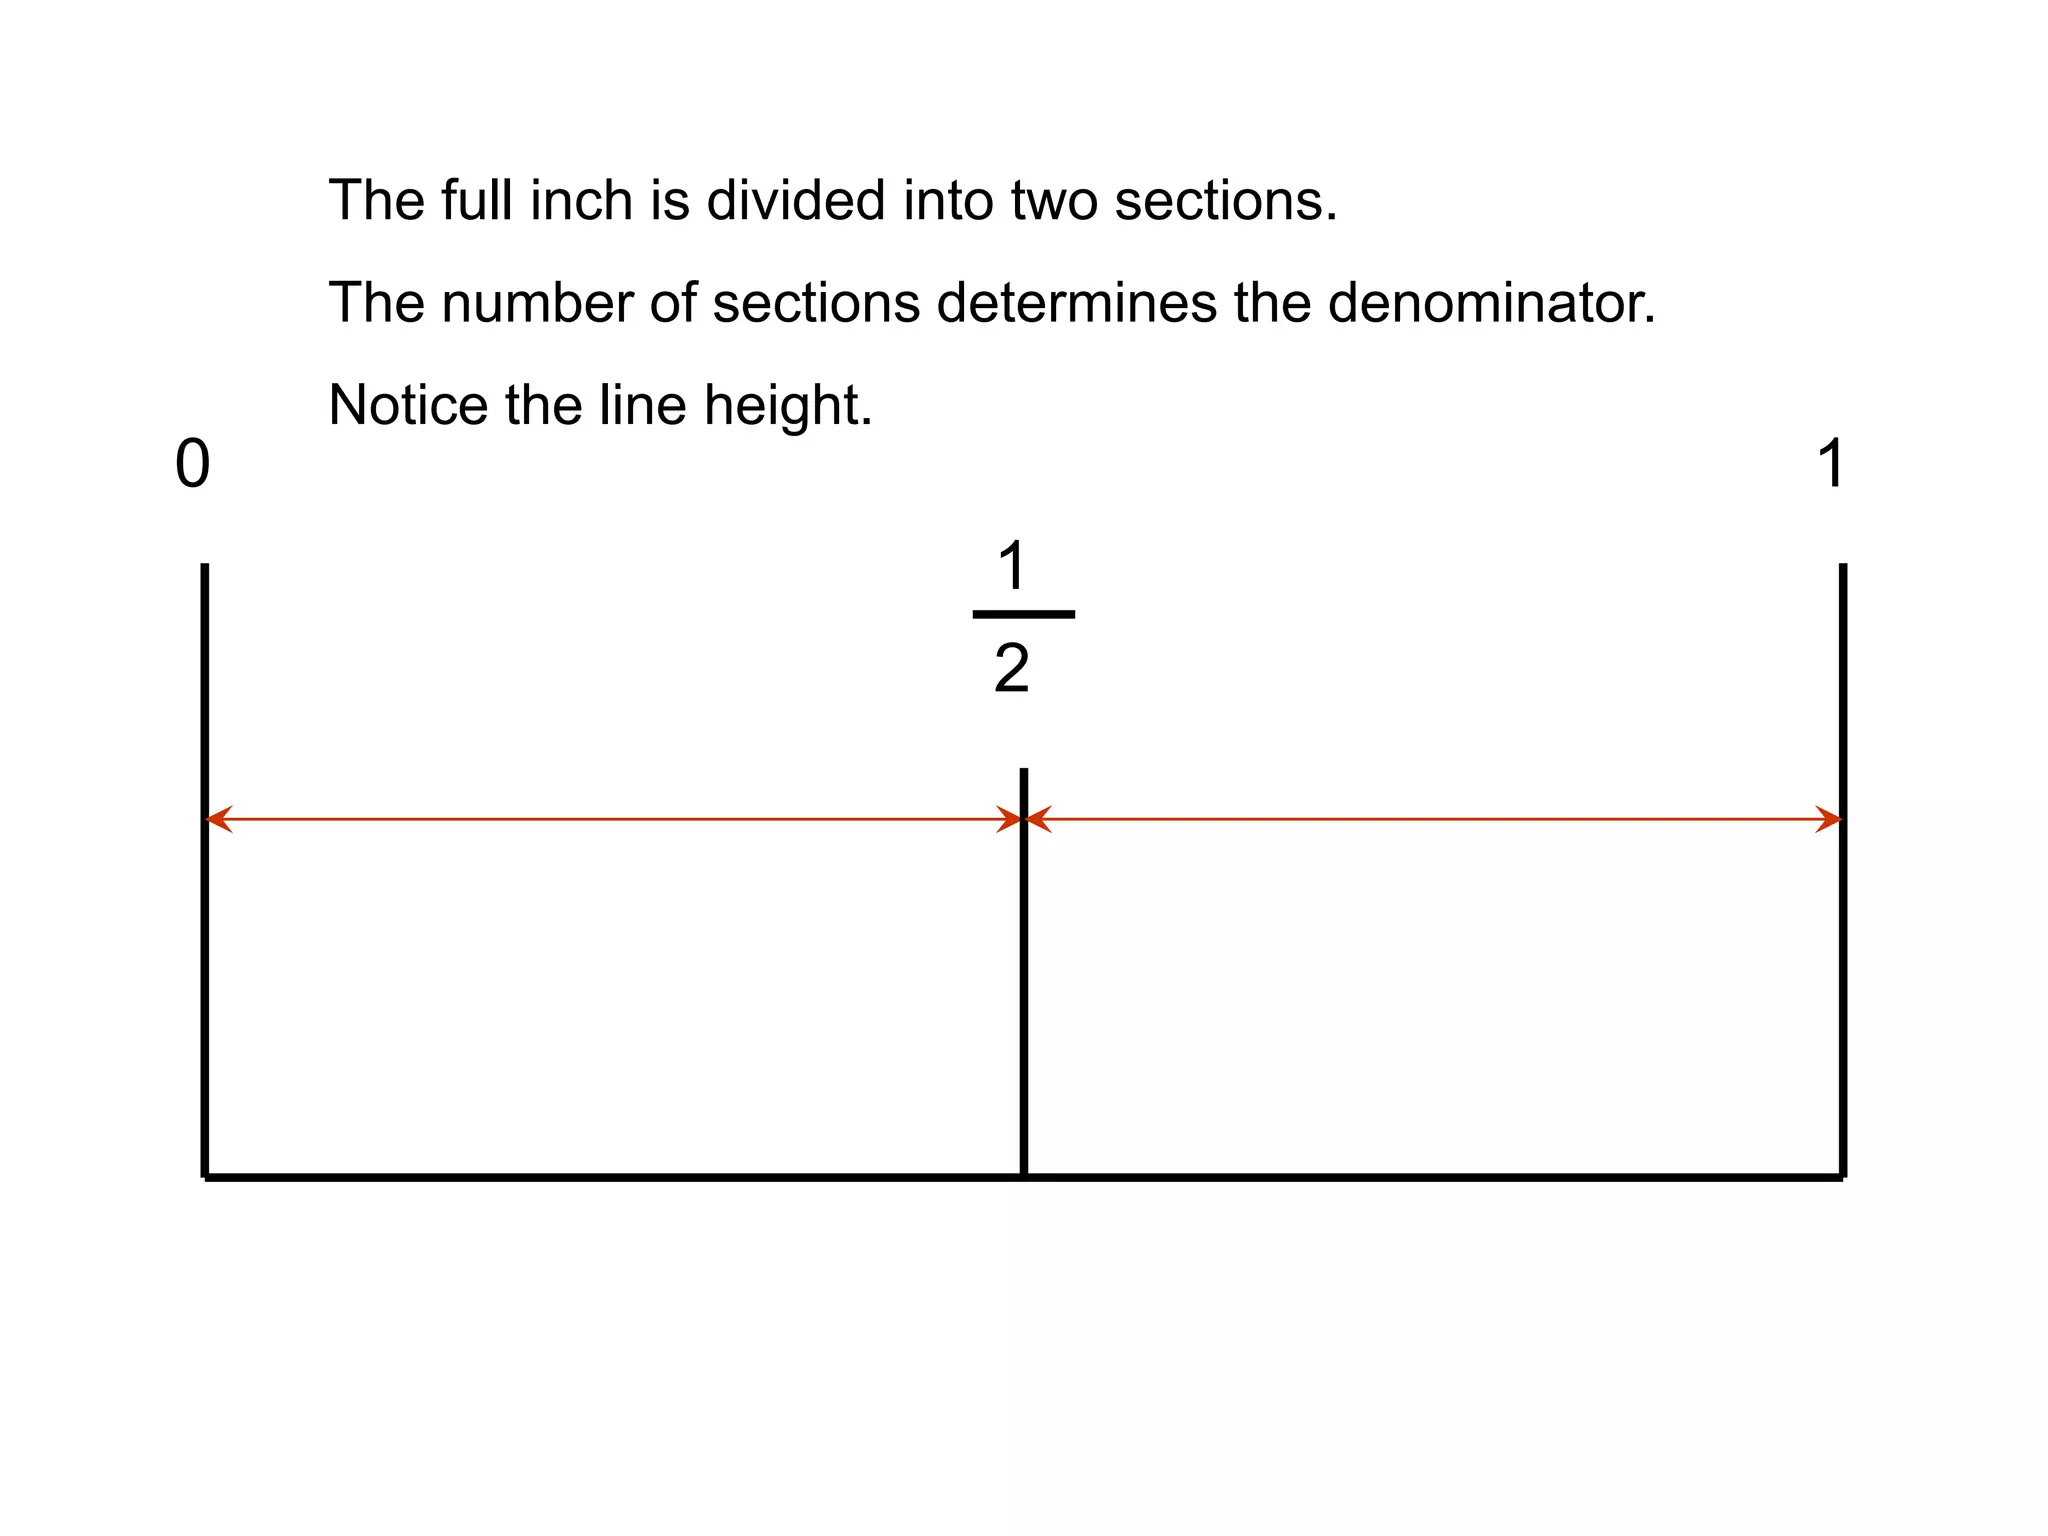 The full inch is divided into two sections.
The number of sections determines the denominator.
Notice the line height.
0
1
1
2